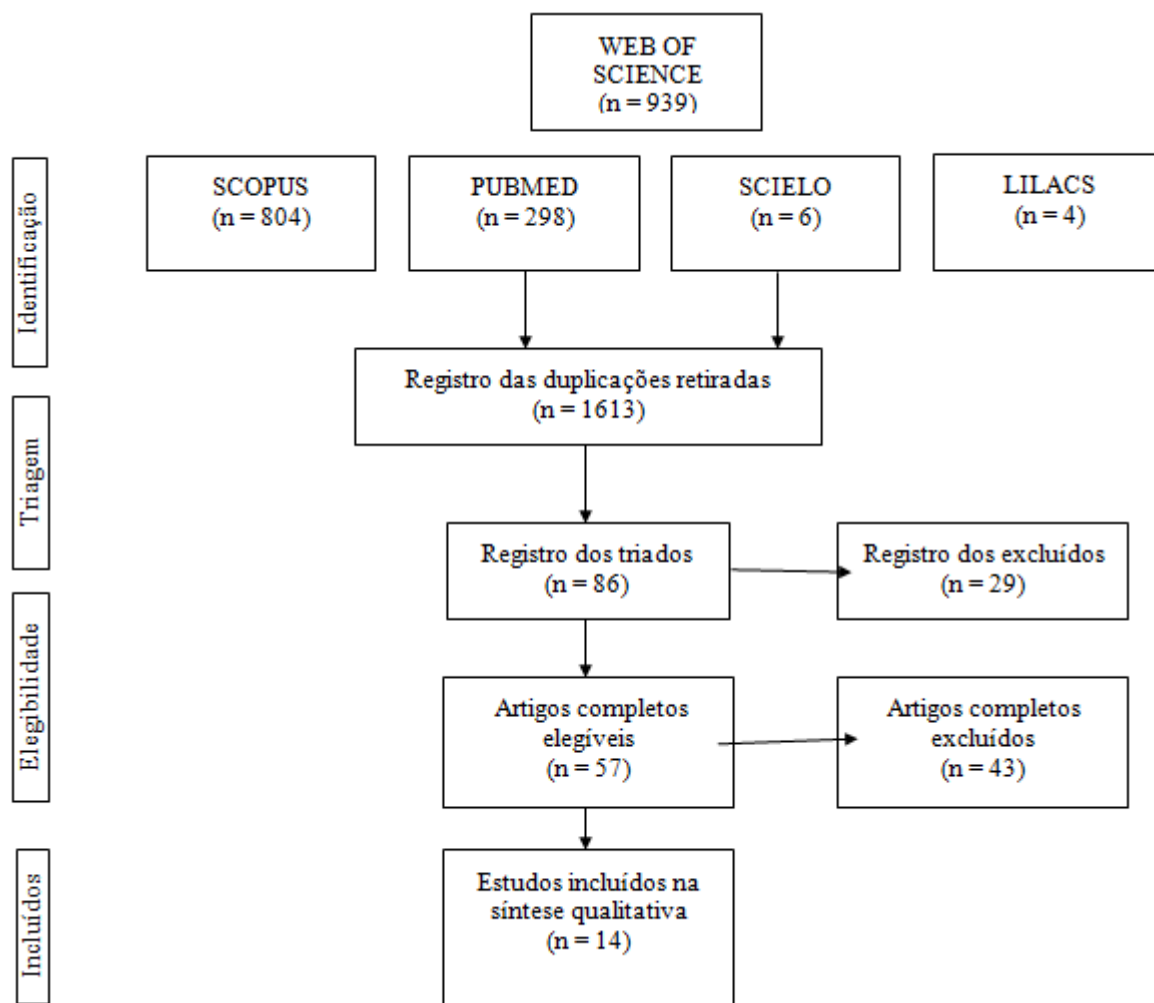 WEB OF
SCIENCE
(n = 939)
Identificação
SCOPUS
(n = 804)
PUBMED
(n = 298)
SCIELO
(n = 6)
LILACS
(n = 4)
Registro das duplicações retiradas
(n = 1613)
Triagem
Registro dos triados
(n = 86)
Registro dos excluídos
(n = 29)
Elegibilidade
Artigos completos
elegíveis
(n = 57)
Artigos completos
excluídos
(n = 43)
Incluídos
Estudos incluídos na
síntese qualitativa
(n = 14)